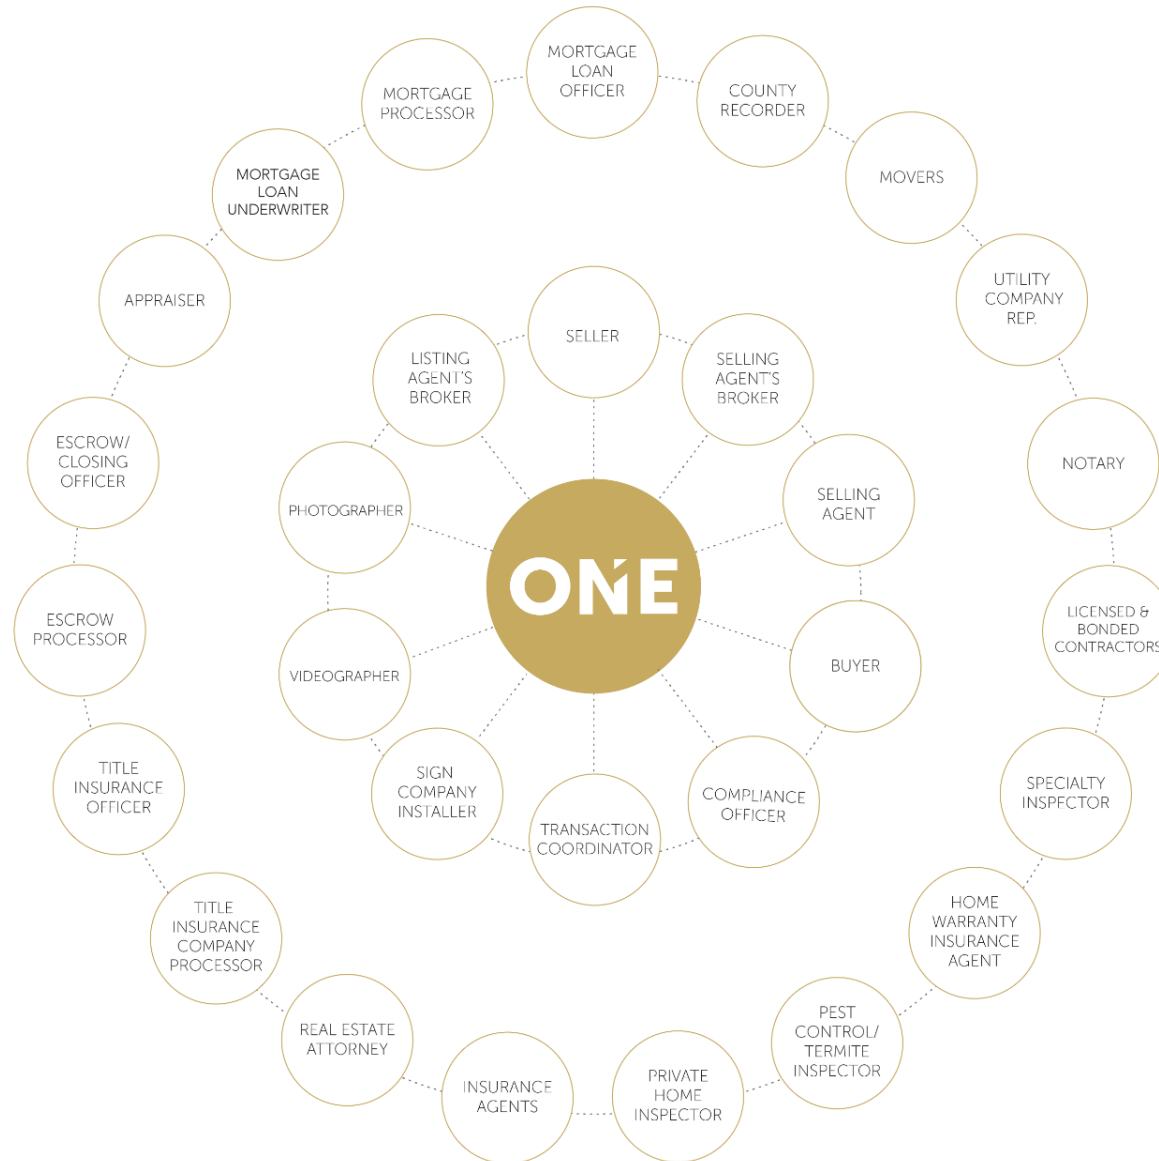 MORTGAGE
LOAN
OFFICER
COUNTY
RECORDER
MOVERS
UTILITY
COMPANY
REP.
NOTARY
LICENSED &
BONDED
CONTRACTORS
SPECIALTY
INSPECTOR
HOME
WARRANTY
INSURANCE
AGENT
PEST
CONTROL/
TERMITE
INSPECTOR
PRIVATE
HOME
INSPECTOR
INSURANCE
AGENTS
REAL ESTATE
ATTORNEY
TITLE
INSURANCE
COMPANY
PROCESSOR
TITLE
INSURANCE
OFFICER
ESCROW
PROCESSOR
ESCROW/
CLOSING
OFFICER
APPRAISER
MORTGAGE
LOAN
UNDERWRITER
MORTGAGE
PROCESSOR
SELLER
SELLING
AGENT'S
BROKER
SELLING
AGENT
BUYER
COMPLIANCE
OFFICER
TRANSACTION
COORDINATOR
SIGN
COMPANY
INSTALLER
VIDEOGRAPHER
PHOTOGRAPHER
LISTING
AGENT'S
BROKER
ONE